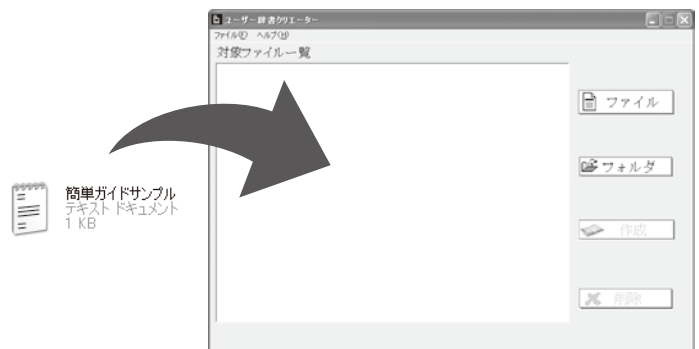 ユーザー辞書クリエーター
ファイル(F) ヘルプ(H)
対象ファイル一覧
ファイル
フォルダ
簡単ガイドサンプル
テキスト ドキュメント
1 KB
作成
削除